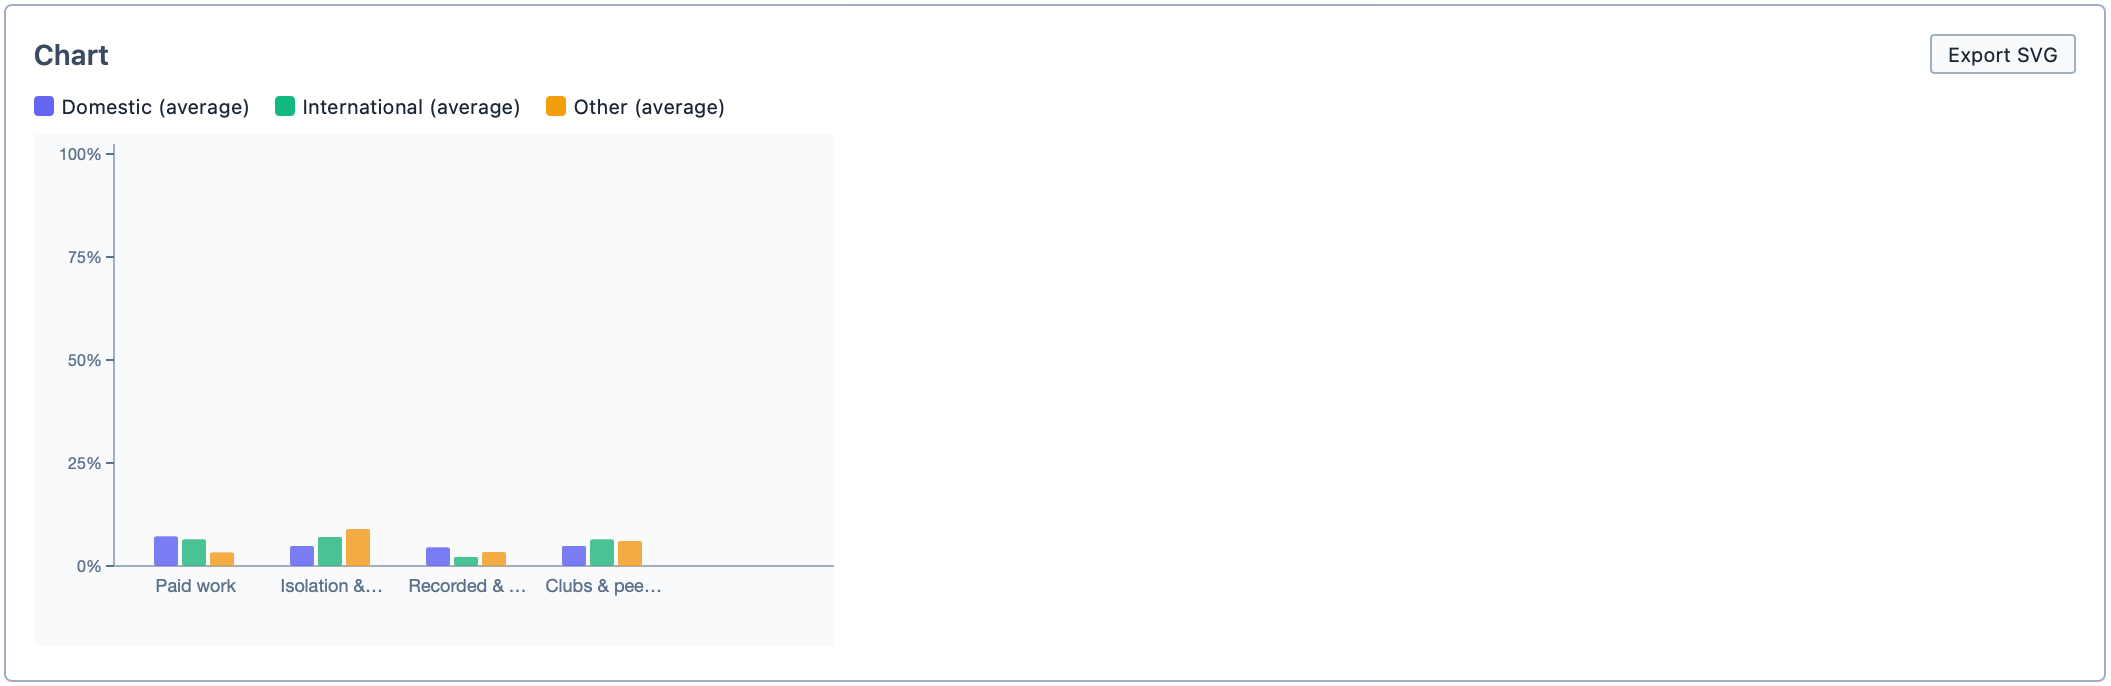 Chart
Export SVG
Domestic (average) International (average) Other (average)
100%
75%
50%
25%
0%
Paid work Isolation &... Recorded & ... Clubs & pee...